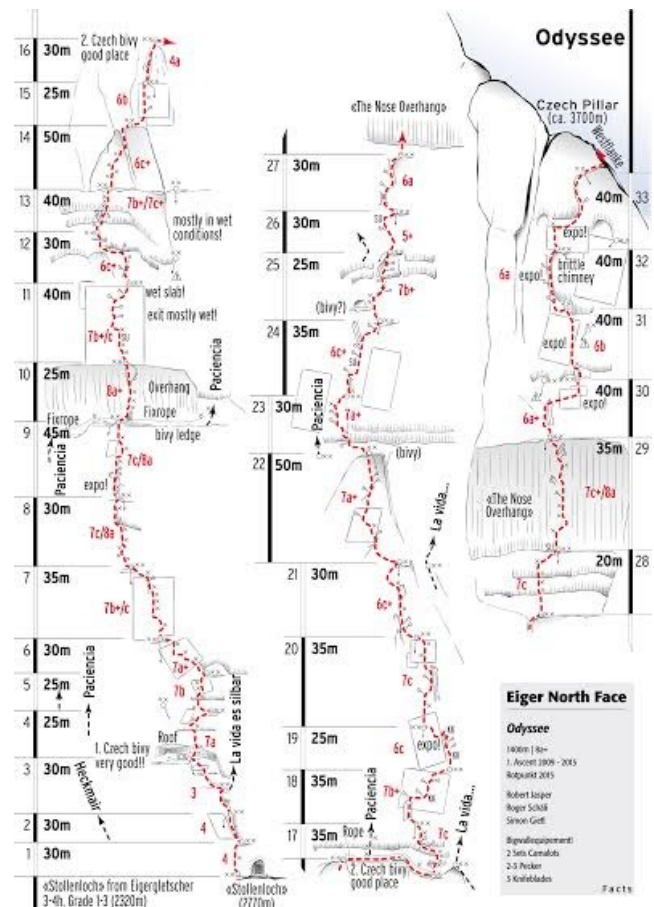 Odyssee
16 30m
2. Czech bivy
good place
4a
15 25m
6b
14 50m
6c+
13 40m
7b+/7c+
mostly in wet
conditions!
12 30m
6c+
11 40m
wet slab!
exit mostly wet!
7b+/c
SU
10 25m
8a+
Overhang
Paciencia
Fixrope
Fixrope
bivy ledge
9 45m
Paciencia
7c/8a
expo!
8 30m
7c/8a
7 35m
7b+/c
6 30m
7a+
5 25m
7b
Paciencia
4 25m
7a
Roof
1. Czech bivy
very good!!
La vida es silbar
3 30m
3
Heckmair
2 30m
4
1 30m
4
«Stollenloch» from Eigergletscher
3-4h, Grade 1-3 (2320m)
«Stollenloch»
(2770m)
«The Nose Overhang»
27 30m
6a
26 30m
SU
5+
25 25m
7b+
(bivy?)
24 35m
6c+
SU
23 30m
Paciencia
7a+
(bivy)
22 50m
7a+
La vida...
21 30m
6c+
20 35m
7c
19 25m
6c
expo!
18 35m
7b+
Paciencia
17 35m
Rope
7c
La vida...
2. Czech bivy
good place
Czech Pillar
(ca. 3700m)
Westflanke
40m 33
expo!
40m 32
6a
expo!
brittle
chimney
40m 31
expo!
6b
40m 30
expo!
6a+
35m 29
«The Nose
Overhang»
7c+/8a
20m 28
7c
Eiger North Face
Odyssee
1400m | 8a+
1. Ascent 2009 - 2015
Rotpunkt 2015
Robert Jasper
Roger Schäli
Simon Gietl
Bigwallequipement!
2 Sets Camalots
2-3 Pecker
3 Knifeblades
Facts